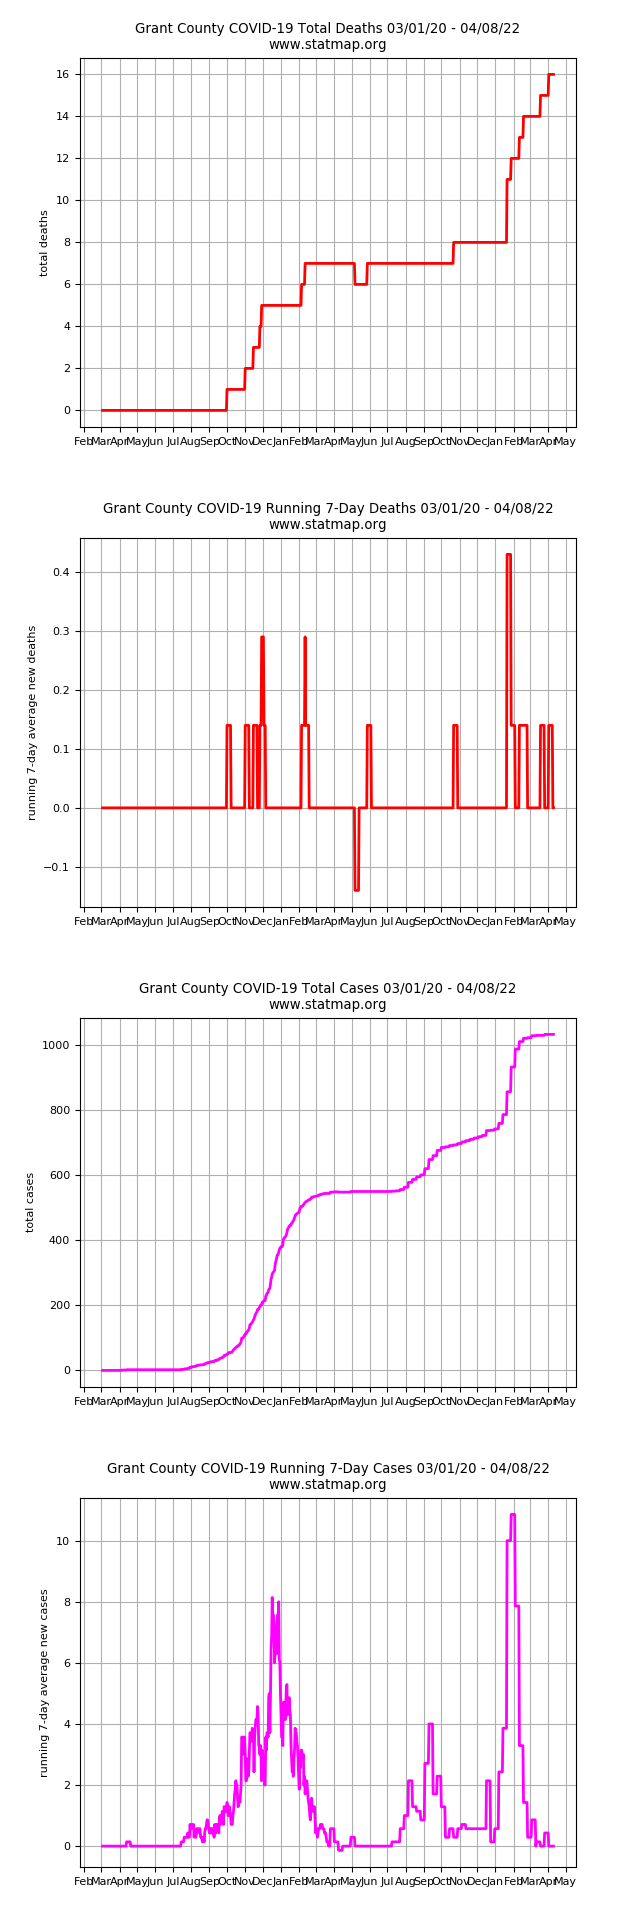 Grant County COVID-19 Total Deaths 03/01/20 - 04/08/22
www.statmap.org
16
14
12
10
8
6
4
2
0
total deaths
Feb Mar Apr May Jun Jul Aug Sep Oct Nov Dec Jan Feb Mar Apr May Jun Jul Aug Sep Oct Nov Dec Jan Feb Mar Apr May
Grant County COVID-19 Running 7-Day Deaths 03/01/20 - 04/08/22
www.statmap.org
0.4
0.3
0.2
0.1
0.0
−0.1
running 7-day average new deaths
Feb Mar Apr May Jun Jul Aug Sep Oct Nov Dec Jan Feb Mar Apr May Jun Jul Aug Sep Oct Nov Dec Jan Feb Mar Apr May
Grant County COVID-19 Total Cases 03/01/20 - 04/08/22
www.statmap.org
1000
800
600
400
200
0
total cases
Feb Mar Apr May Jun Jul Aug Sep Oct Nov Dec Jan Feb Mar Apr May Jun Jul Aug Sep Oct Nov Dec Jan Feb Mar Apr May
Grant County COVID-19 Running 7-Day Cases 03/01/20 - 04/08/22
www.statmap.org
10
8
6
4
2
0
running 7-day average new cases
Feb Mar Apr May Jun Jul Aug Sep Oct Nov Dec Jan Feb Mar Apr May Jun Jul Aug Sep Oct Nov Dec Jan Feb Mar Apr May